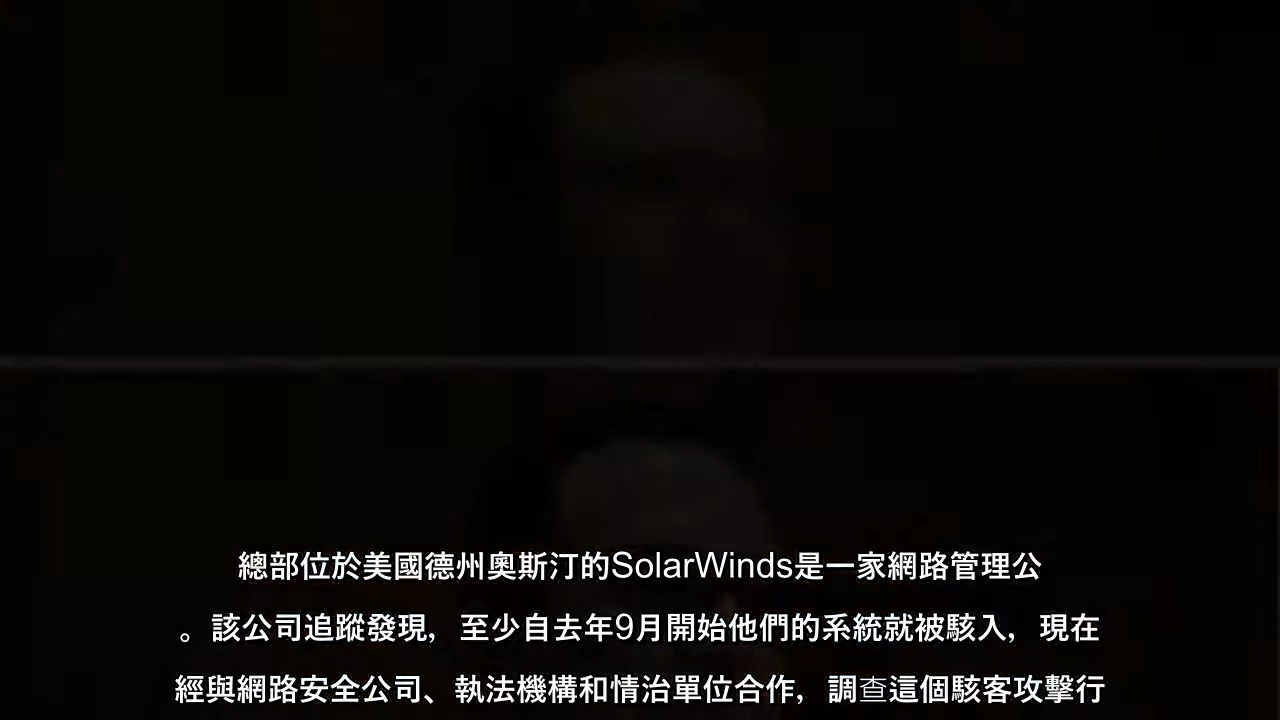 總部位於美國德州奧斯汀的SolarWinds是一家網路管理公
。該公司追蹤發現，至少自去年9月開始他們的系統就被駭入，現在
經與網路安全公司、執法機構和情治單位合作，調查這個駭客攻擊行